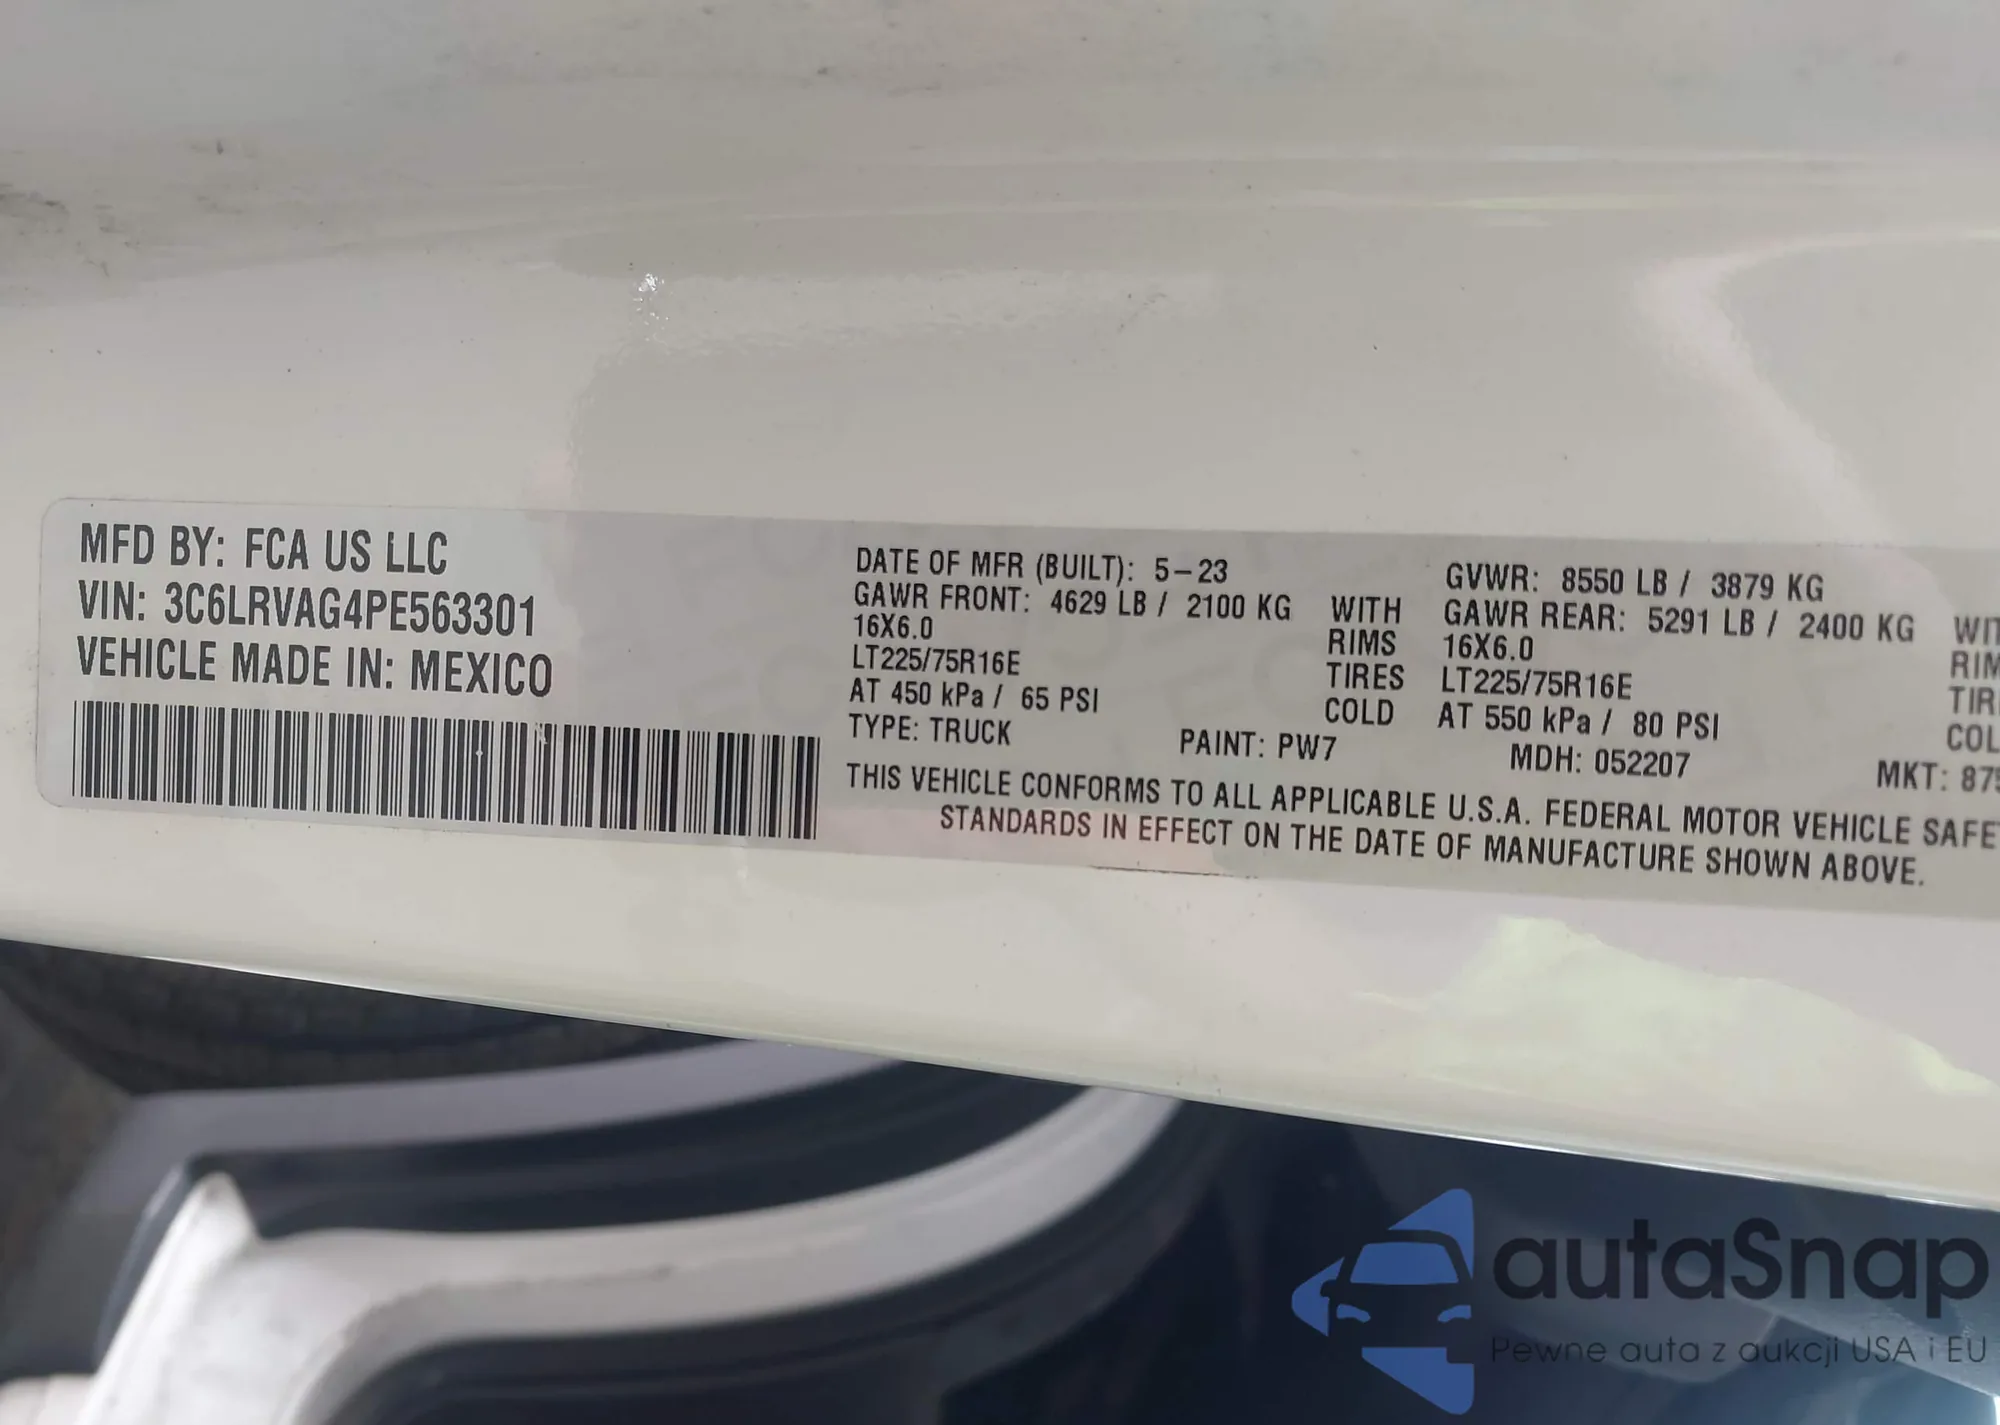 MFD BY: FCA US LLC
VIN: 3C6LRVAG4PE563301
VEHICLE MADE IN: MEXICO
DATE OF MFR (BUILT): 5-23 GVWR: 8550 LB / 3879 KG
GAWR FRONT: 4629 LB / 2100 KG WITH GAWR REAR: 5291 LB / 2400 KG
16X6.0 RIMS 16X6.0
LT225/75R16E TIRES LT225/75R16E
AT 450 kPa / 65 PSI COLD AT 550 kPa / 80 PSI
TYPE: TRUCK PAINT: PW7 MDH: 052207 MKT:
THIS VEHICLE CONFORMS TO ALL APPLICABLE U.S.A. FEDERAL MOTOR VEHICLE
STANDARDS IN EFFECT ON THE DATE OF MANUFACTURE SHOWN ABOVE.
autaSnap
Pewne auta z aukcji USA i EU